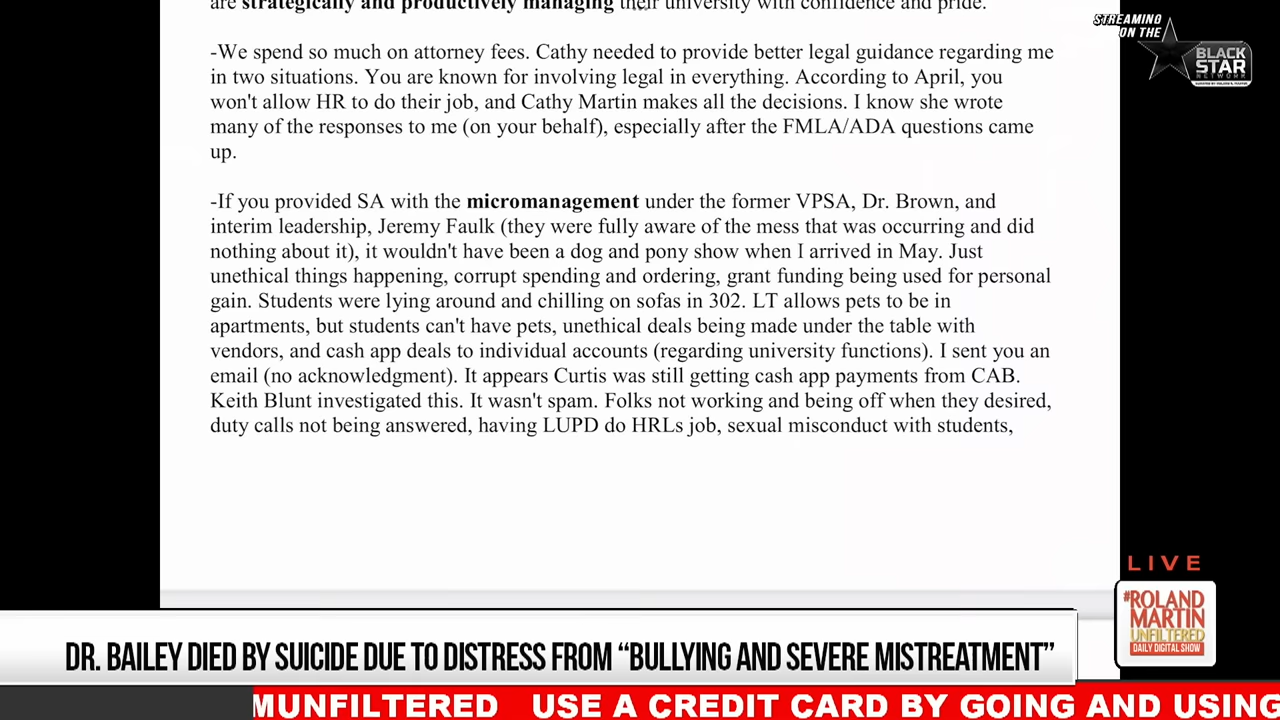 are strategically and productively managing their university with confidence and pride.
-We spend so much on attorney fees. Cathy needed to provide better legal guidance regarding me
in two situations. You are known for involving legal in everything. According to April, you
won't allow HR to do their job, and Cathy Martin makes all the decisions. I know she wrote
many of the responses to me (on your behalf), especially after the FMLA/ADA questions came
up.
-If you provided SA with the micromanagement under the former VPSA, Dr. Brown, and
interim leadership, Jeremy Faulk (they were fully aware of the mess that was occurring and did
nothing about it), it wouldn't have been a dog and pony show when I arrived in May. Just
unethical things happening, corrupt spending and ordering, grant funding being used for personal
gain. Students were lying around and chilling on sofas in 302. LT allows pets to be in
apartments, but students can't have pets, unethical deals being made under the table with
vendors, and cash app deals to individual accounts (regarding university functions). I sent you an
email (no acknowledgment). It appears Curtis was still getting cash app payments from CAB.
Keith Blunt investigated this. It wasn't spam. Folks not working and being off when they desired,
duty calls not being answered, having LUPD do HRLs job, sexual misconduct with students,
STREAMING
ON THE
BLACK
STAR
NETWORK
LIVE
#ROLAND
MARTIN
UNFILTERED
DAILY DIGITAL SHOW
DR. BAILEY DIED BY SUICIDE DUE TO DISTRESS FROM “BULLYING AND SEVERE MISTREATMENT”
MUNFILTERED USE A CREDIT CARD BY GOING AND USING